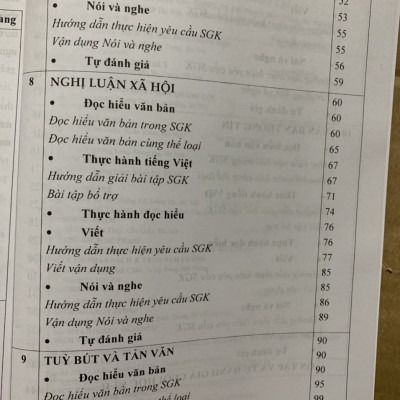 52
• Nói và nghe 53
Hướng dẫn thực hiện yêu cầu SGK 55
Vận dụng Nói và nghe 56
• Tự đánh giá 59
8 NGHỊ LUẬN XÃ HỘI
• Đọc hiểu văn bản 60
Đọc hiểu văn bản trong SGK 60
Đọc hiểu văn bản cùng thể loại 65
• Thực hành tiếng Việt 67
Hướng dẫn giải bài tập SGK 67
Bài tập bổ trợ 71
• Thực hành đọc hiểu 74
• Viết 76
Hướng dẫn thực hiện yêu cầu SGK 77
Viết vận dụng 85
• Nói và nghe 85
Hướng dẫn thực hiện yêu cầu SGK 86
Vận dụng Nói và nghe 89
• Tự đánh giá 90
9 TUỲ BÚT VÀ TẢN VĂN 90
• Đọc hiểu văn bản 90
Đọc hiểu văn bản trong SGK 95